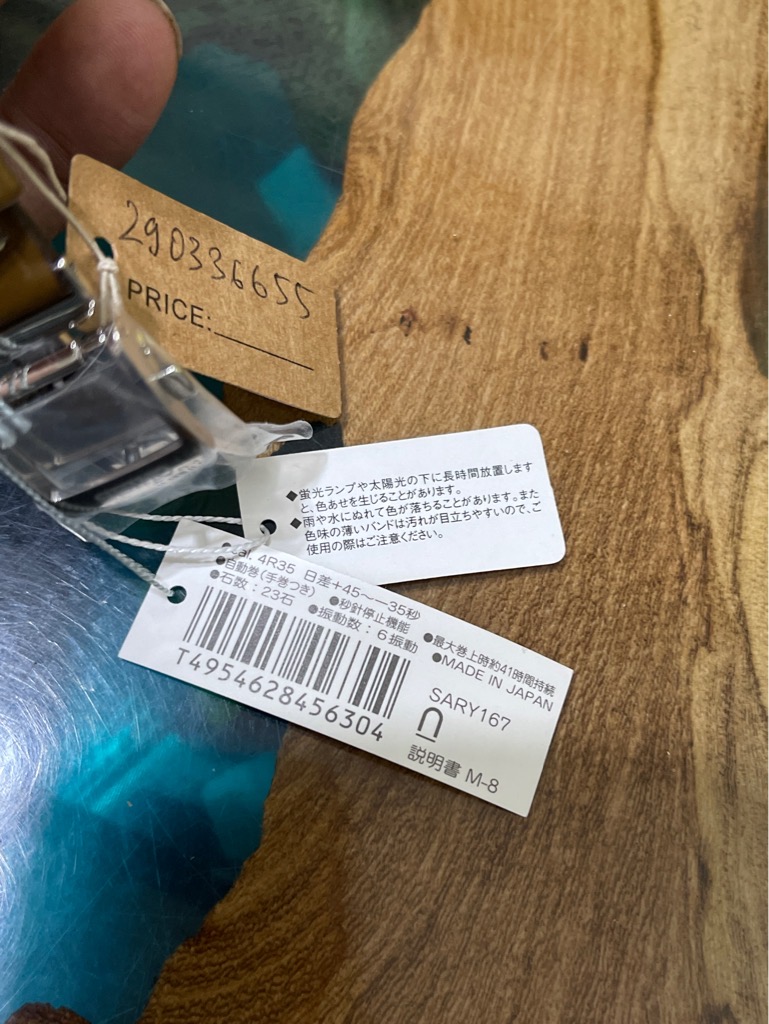 290336655
PRICE:
◆蛍光ランプや太陽光の下に長時間放置します
と、色あせを生じることがあります。
◆雨や水にぬれて色が落ちることがあります。また
色味の薄いバンドは汚れが目立ちやすいので、ご
使用の際はご注意ください。
4R35 日差+45~-35秒
●自動巻(手巻つき) ●秒針停止機能 ●最大巻上時約41時間持続
●石数:23石 ●振動数:6振動 ●MADE IN JAPAN
T4954628456304
SARY167
説明書 M-8